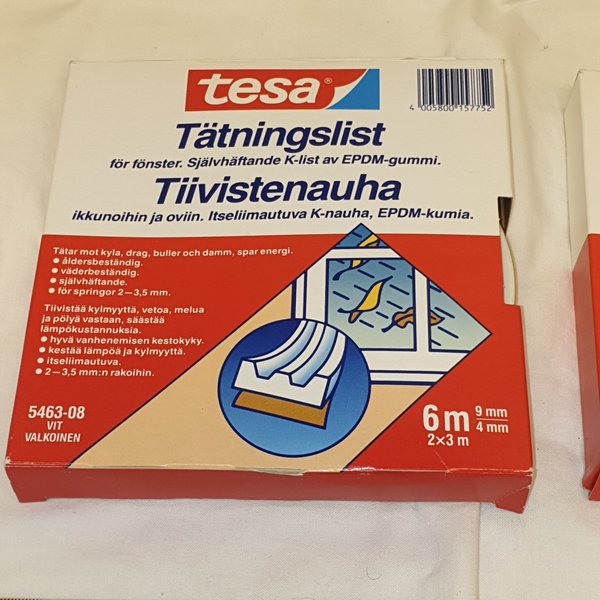 tesa®
4 005800 157752
Tätningslist
för fönster. Självhäftande K-list av EPDM-gummi.
Tiivistenauha
ikkunoihin ja oviin. Itseliimautuva K-nauha, EPDM-kumia.
Tätar mot kyla, drag, buller och damm, spar energi.
● åldersbeständig.
● väderbeständig.
● självhäftande.
● för springor 2–3,5 mm.
Tiivistää kylmyyttä, vetoa, melua
ja pölyä vastaan, säästää
lämpökustannuksia.
● hyvä vanhenemisen kestokyky.
● kestää lämpöä ja kylmyyttä.
● itseliimautuva.
● 2–3,5 mm:n rakoihin.
5463-08
VIT
VALKOINEN
6 m 9 mm
4 mm
2×3 m